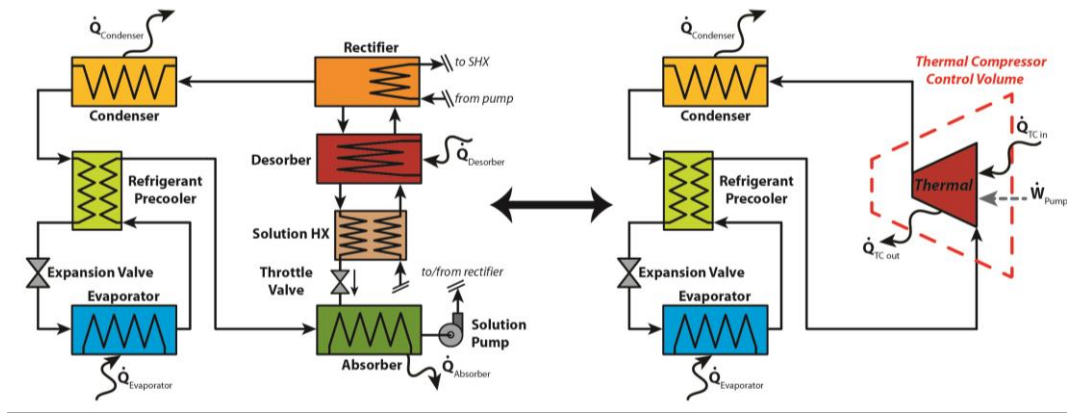 Q̇Condenser
Rectifier
to SHX
from pump
Condenser
Desorber
Q̇Desorber
Refrigerant
Precooler
Solution HX
Expansion Valve
Throttle
Valve
to/from rectifier
Evaporator
Solution
Pump
Absorber
Q̇Absorber
Q̇Evaporator
Q̇Condenser
Thermal Compressor
Control Volume
Condenser
Q̇TC in
Refrigerant
Precooler
Thermal
ẆPump
Q̇TC out
Expansion Valve
Evaporator
Q̇Evaporator